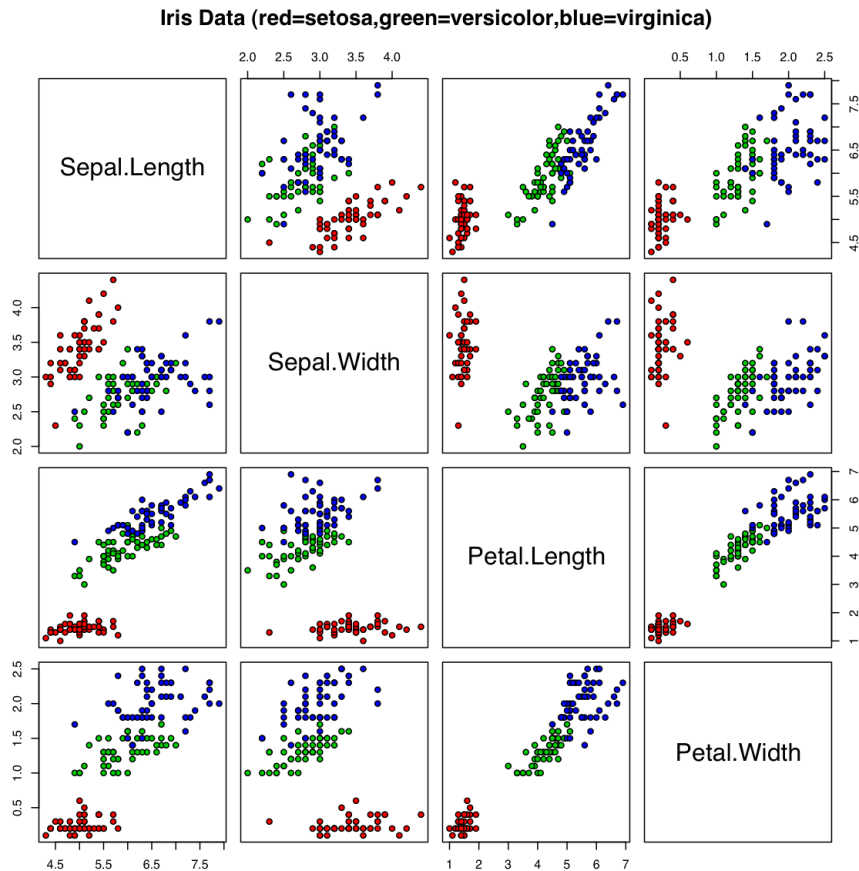 Iris Data (red=setosa,green=versicolor,blue=virginica)
2.0 2.5 3.0 3.5 4.0
0.5 1.0 1.5 2.0 2.5
Sepal.Length
4.5 5.5 6.5 7.5
2.0 2.5 3.0 3.5 4.0
Sepal.Width
Petal.Length
1 2 3 4 5 6 7
0.5 1.0 1.5 2.0 2.5
Petal.Width
4.5 5.5 6.5 7.5
1 2 3 4 5 6 7